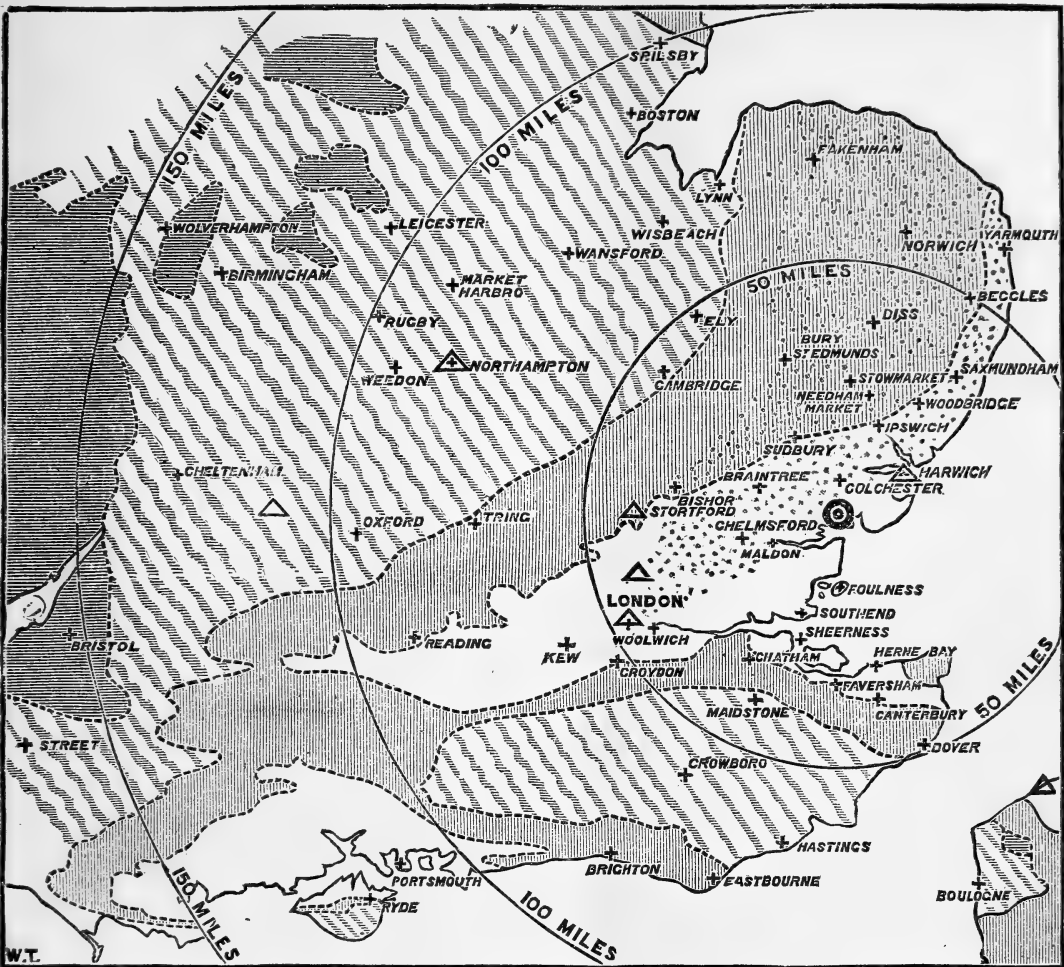 SPILSBY
150 MILES
100 MILES
BOSTON
FAKENHAM
LYNN
WOLVERHAMPTON
LEICESTER
WISBEACH
NORWICH
YARMOUTH
WANSFORD
BIRMINGHAM
50 MILES
MARKET
HARBRO
BECCLES
RUGBY
ELY
DISS
BURY
ST EDMUNDS
NORTHAMPTON
WEEDON
CAMBRIDGE
STOWMARKET
SAXMUNDHAM
NEEDHAM
MARKET
WOODBRIDGE
IPSWICH
SUDBURY
CHELTENHAM
BRAINTREE
HARWICH
COLCHESTER
BISHOP
STORTFORD
OXFORD
TRING
CHELMSFORD
MALDON
FOULNESS
LONDON
SOUTHEND
WOOLWICH
SHEERNESS
BRISTOL
READING
KEW
CHATHAM
HERNE BAY
CROYDON
FAVERSHAM
50 MILES
MAIDSTONE
CANTERBURY
STREET
DOVER
CROWBORO
HASTINGS
BRIGHTON
PORTSMOUTH
EASTBOURNE
BOULOGNE
RYDE
150 MILES
100 MILES
W.T.